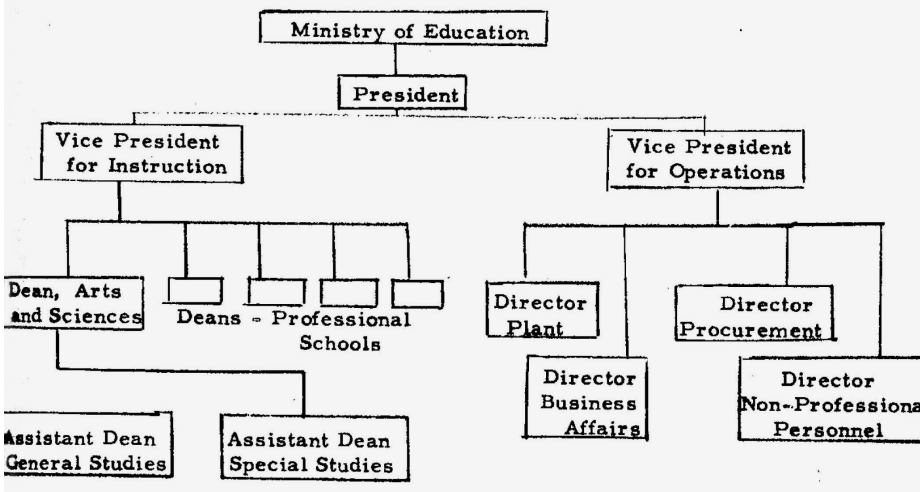 Ministry of Education
President
Vice President
for Instruction
Vice President
for Operations
Dean, Arts
and Sciences
Deans - Professional
Schools
Director
Plant
Director
Procurement
Director
Business
Affairs
Director
Non-Professiona
Personnel
Assistant Dean
General Studies
Assistant Dean
Special Studies